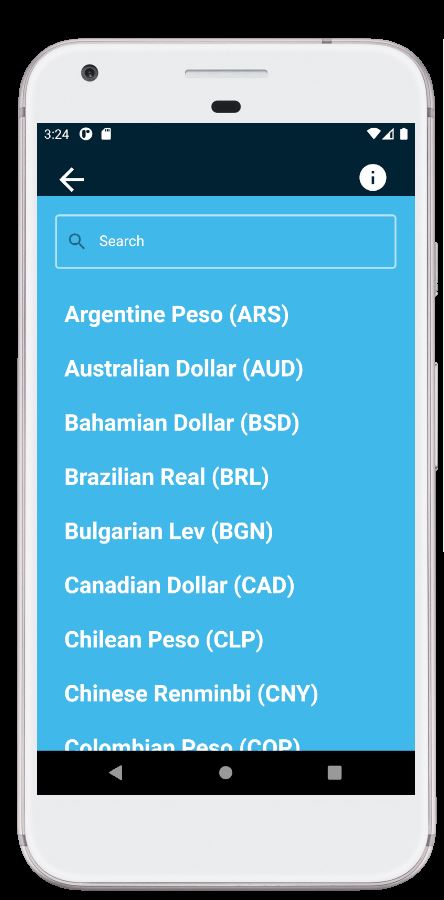 3:24
Search
Argentine Peso (ARS)
Australian Dollar (AUD)
Bahamian Dollar (BSD)
Brazilian Real (BRL)
Bulgarian Lev (BGN)
Canadian Dollar (CAD)
Chilean Peso (CLP)
Chinese Renminbi (CNY)
Colombian Peso (COP)